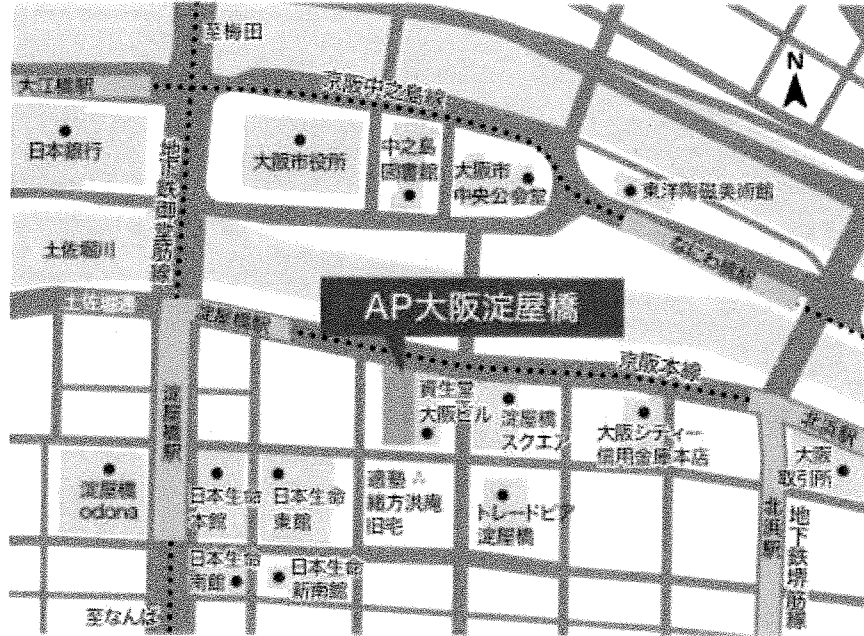 至梅田
N
大江橋駅
京阪中之島線
日本銀行
地下鉄御堂筋線
大阪市役所
中之島
図書館
大阪市
中央公会堂
東洋陶磁美術館
土佐堀川
なにわ橋駅
土佐堀通
淀屋橋駅
AP大阪淀屋橋
京阪本線
淀屋橋駅
資生堂
大阪ビル
淀屋橋
スクエア
大阪シティー
信用金庫本店
北浜駅
大阪
取引所
淀屋橋
odona
日本生命
本館
日本生命
東館
適塾
緒方洪庵
旧宅
トレードピア
淀屋橋
北浜駅
地下鉄堺筋線
日本生命
南館
日本生命
新南館
至なんば